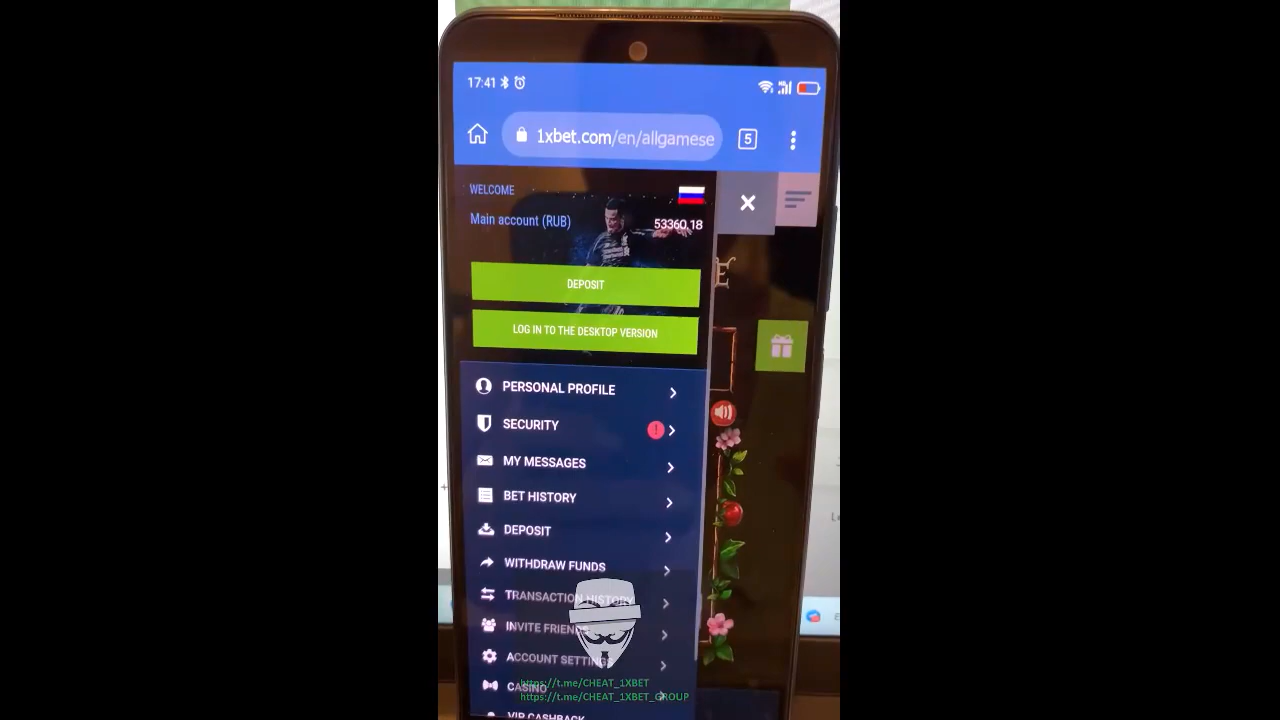 17:41
5
1xbet.com/en/allgamese
WELCOME
Main account (RUB)
53360.18
DEPOSIT
LOG IN TO THE DESKTOP VERSION
PERSONAL PROFILE
SECURITY
!
MY MESSAGES
BET HISTORY
DEPOSIT
WITHDRAW FUNDS
TRANSACTION HISTORY
INVITE FRIENDS
ACCOUNT SETTINGS
CASINO
VIP CASHBACK
https://t.me/CHEAT_1XBET
https://t.me/CHEAT_1XBET_GROUP
E